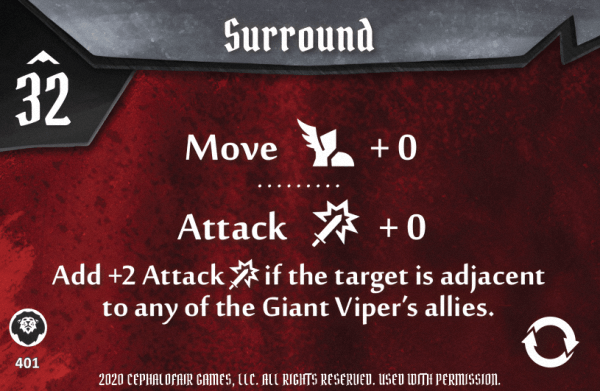 Surround
32
Move + 0
Attack + 0
Add +2 Attack if the target is adjacent
to any of the Giant Viper's allies.
401
2020 CEPHALOFAIR GAMES, LLC. ALL RIGHTS RESERVED. USED WITH PERMISSION.